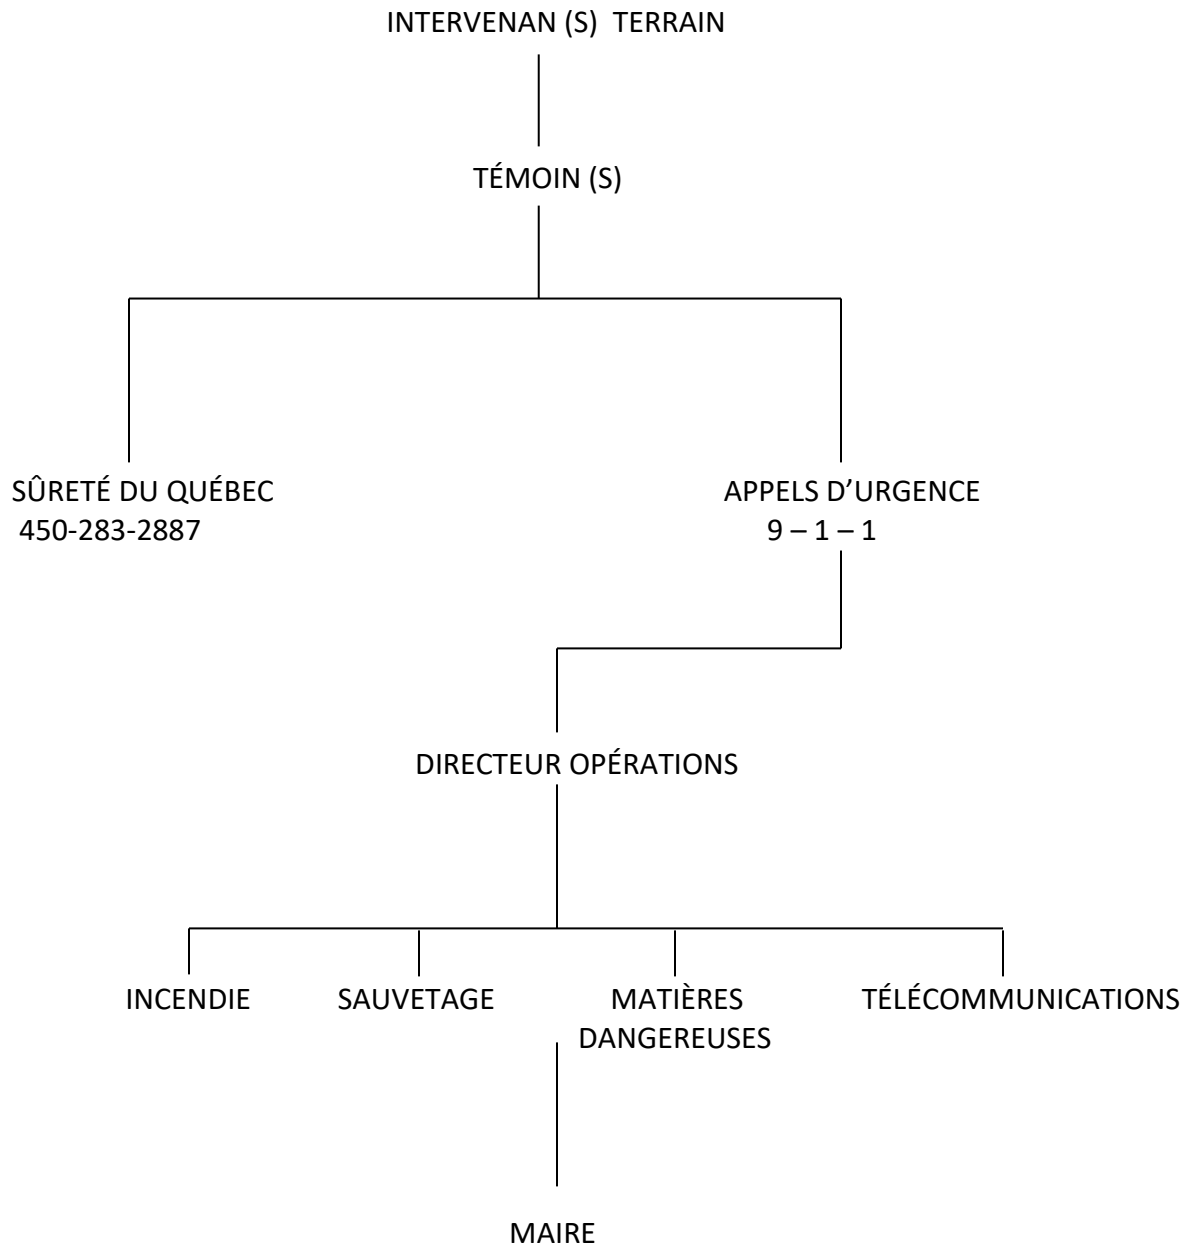 INTERVENAN (S) TERRAIN
TÉMOIN (S)
SÛRETÉ DU QUÉBEC
450-283-2887
APPELS D’URGENCE
9 – 1 – 1
DIRECTEUR OPÉRATIONS
INCENDIE
SAUVETAGE
MATIÈRES
DANGEREUSES
TÉLÉCOMMUNICATIONS
MAIRE